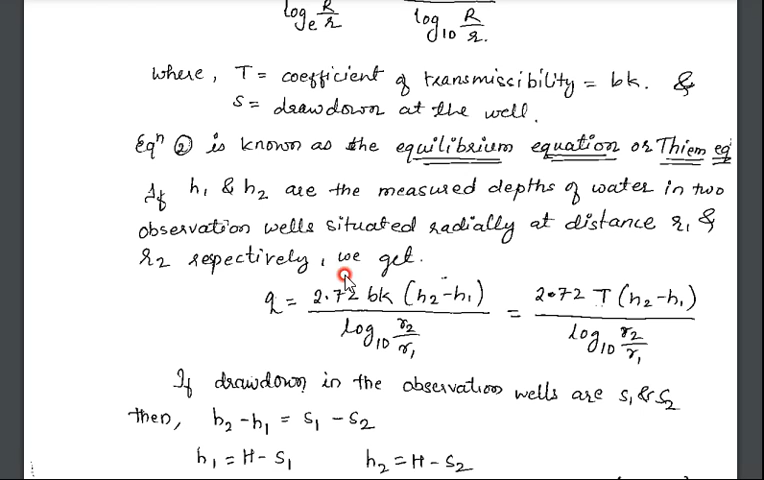 log_e R/r    log_10 R/r.
where, T = coefficient of transmissibility = bk. &
S = drawdown at the well.
Eqⁿ ② is known as the equilibrium equation or Thiem eq
If h₁ & h₂ are the measured depths of water in two
observation wells situated radially at distance r₁ &
r₂ repectively, we get.
q = 2.72 bk (h₂-h₁) / log₁₀ r₂/r₁ = 2.72 T (h₂-h₁) / log₁₀ r₂/r₁
If drawdown in the observation wells are s₁ & s₂
then, h₂-h₁ = S₁ - S₂
h₁ = H - S₁    h₂ = H - S₂